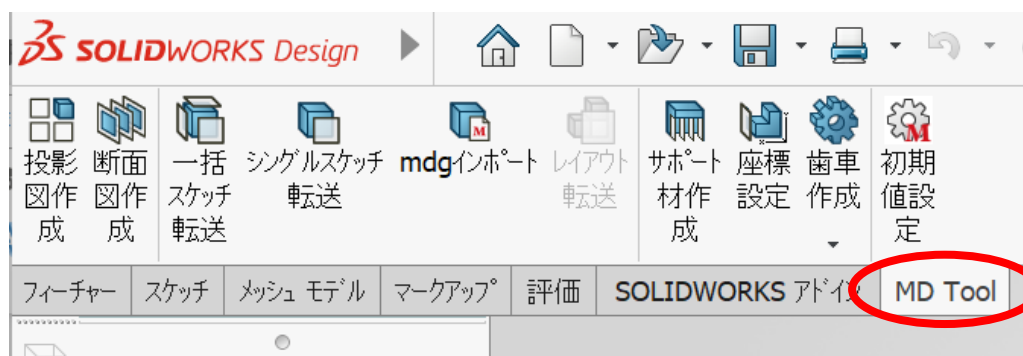 SOLIDWORKS Design
投影
図作
成
断面
図作
成
一括
スケッチ
転送
シングルスケッチ
転送
mdgインポート
レイアウト
転送
サポート
材作
成
座標
設定
歯車
作成
初期
値設
定
フィーチャー
スケッチ
メッシュ モデル
マークアップ
評価
SOLIDWORKS アドイン
MD Tool